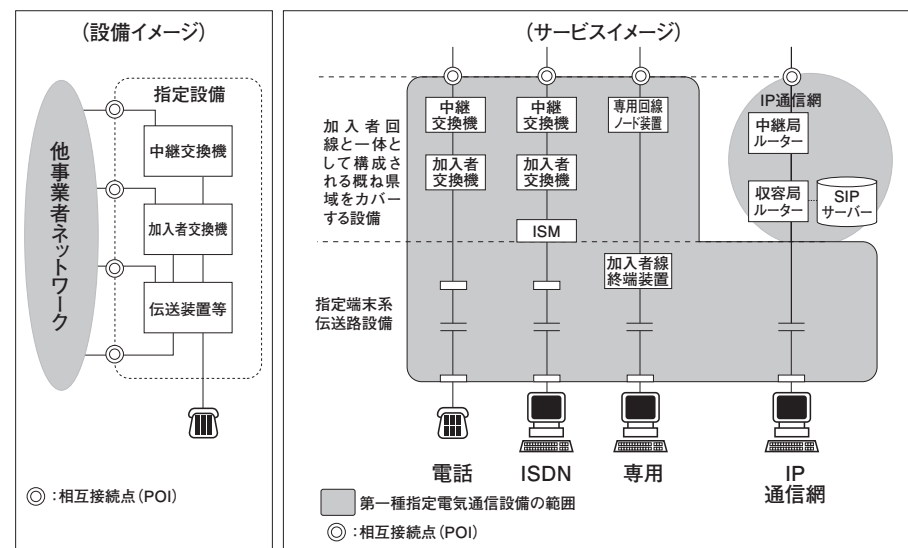 (設備イメージ)
指定設備
他事業者ネットワーク
中継交換機
加入者交換機
伝送装置等
◎:相互接続点(POI)
(サービスイメージ)
加入者回
線と一体と
して構成さ
れる概ね県
域をカバー
する設備
指定端末系
伝送路設備
中継
交換機
加入者
交換機
中継
交換機
加入者
交換機
ISM
専用回線
ノード装置
加入者線
終端装置
IP通信網
中継局
ルーター
収容局
ルーター
SIP
サーバー
電話
ISDN
専用
IP
通信網
第一種指定電気通信設備の範囲
◎:相互接続点(POI)